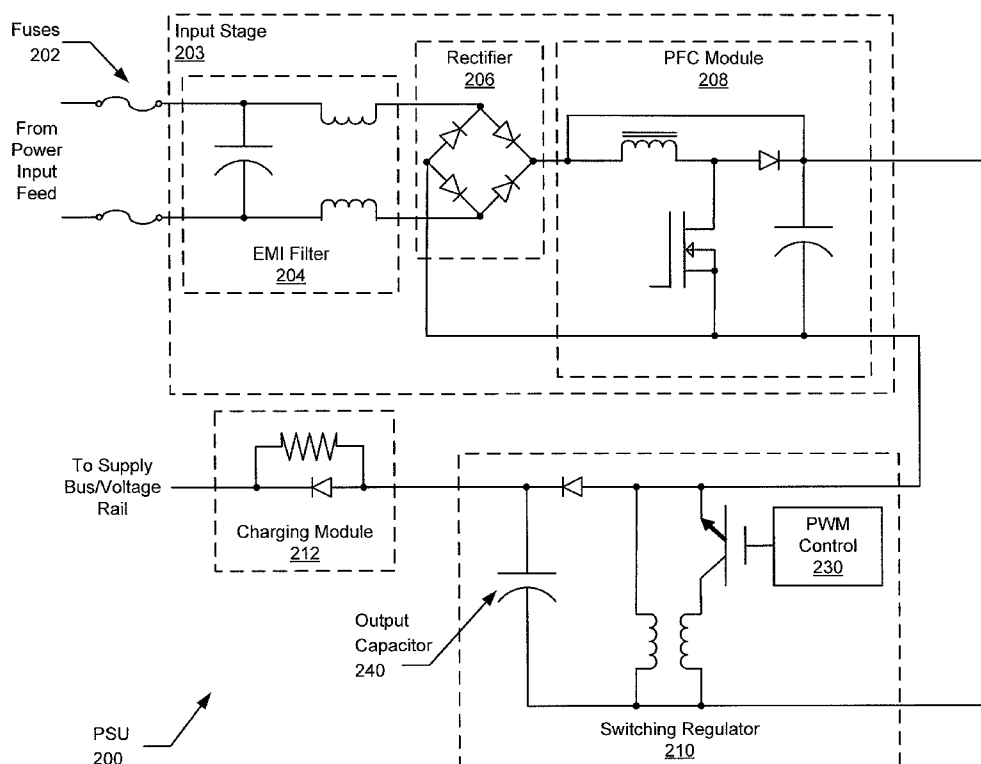 Fuses
202
Input Stage
203
Rectifier
206
PFC Module
208
From
Power
Input
Feed
EMI Filter
204
To Supply
Bus/Voltage
Rail
Charging Module
212
PWM
Control
230
Output
Capacitor
240
Switching Regulator
210
PSU
200